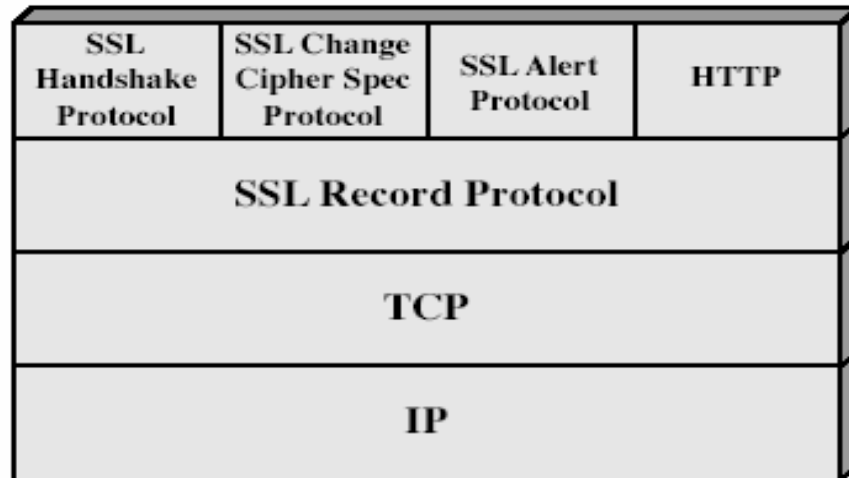 SSL
Handshake
Protocol
SSL Change
Cipher Spec
Protocol
SSL Alert
Protocol
HTTP
SSL Record Protocol
TCP
IP